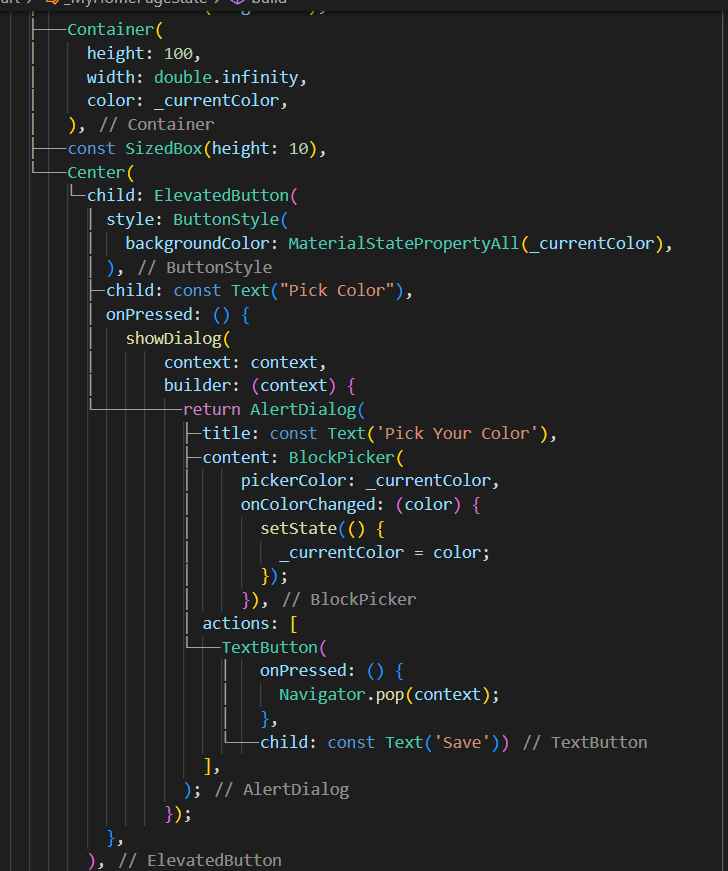 _MyHomePageState > build
Container(
height: 100,
width: double.infinity,
color: _currentColor,
), // Container
const SizedBox(height: 10),
Center(
child: ElevatedButton(
style: ButtonStyle(
backgroundColor: MaterialStatePropertyAll(_currentColor),
), // ButtonStyle
child: const Text("Pick Color"),
onPressed: () {
showDialog(
context: context,
builder: (context) {
return AlertDialog(
title: const Text('Pick Your Color'),
content: BlockPicker(
pickerColor: _currentColor,
onColorChanged: (color) {
setState(() {
_currentColor = color;
});
}), // BlockPicker
actions: [
TextButton(
onPressed: () {
Navigator.pop(context);
},
child: const Text('Save')) // TextButton
],
); // AlertDialog
});
},
), // ElevatedButton